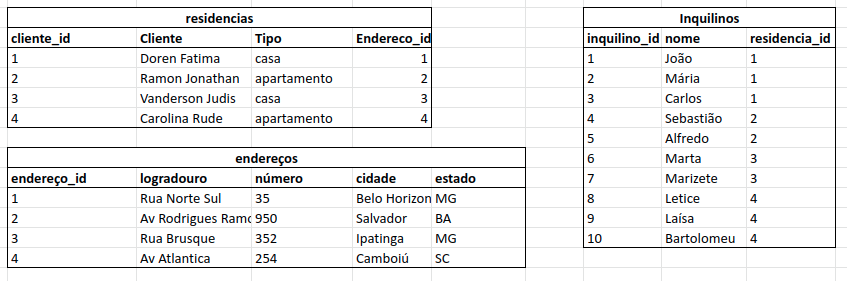 residencias
cliente_id Cliente Tipo Endereco_id
1 Doren Fatima casa 1
2 Ramon Jonathan apartamento 2
3 Vanderson Judis casa 3
4 Carolina Rude apartamento 4
endereços
endereço_id logradouro número cidade estado
1 Rua Norte Sul 35 Belo Horizon MG
2 Av Rodrigues Ramo 950 Salvador BA
3 Rua Brusque 352 Ipatinga MG
4 Av Atlantica 254 Camboiú SC
Inquilinos
inquilino_id nome residencia_id
1 João 1
2 Mária 1
3 Carlos 1
4 Sebastião 2
5 Alfredo 2
6 Marta 3
7 Marizete 3
8 Letice 4
9 Laísa 4
10 Bartolomeu 4